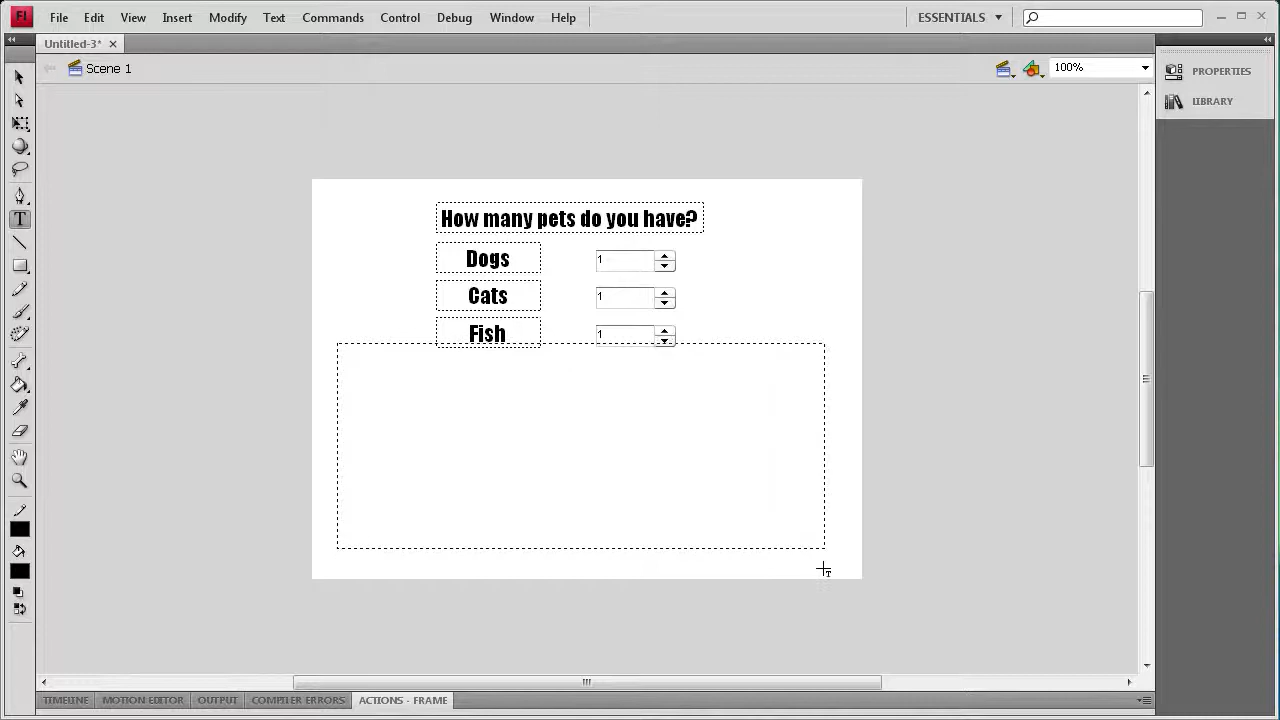 Fl File Edit View Insert Modify Text Commands Control Debug Window Help ESSENTIALS
Untitled-3* ×
Scene 1 100%
PROPERTIES
LIBRARY
T
How many pets do you have?
Dogs 1
Cats 1
Fish 1
TIMELINE MOTION EDITOR OUTPUT COMPILER ERRORS ACTIONS - FRAME